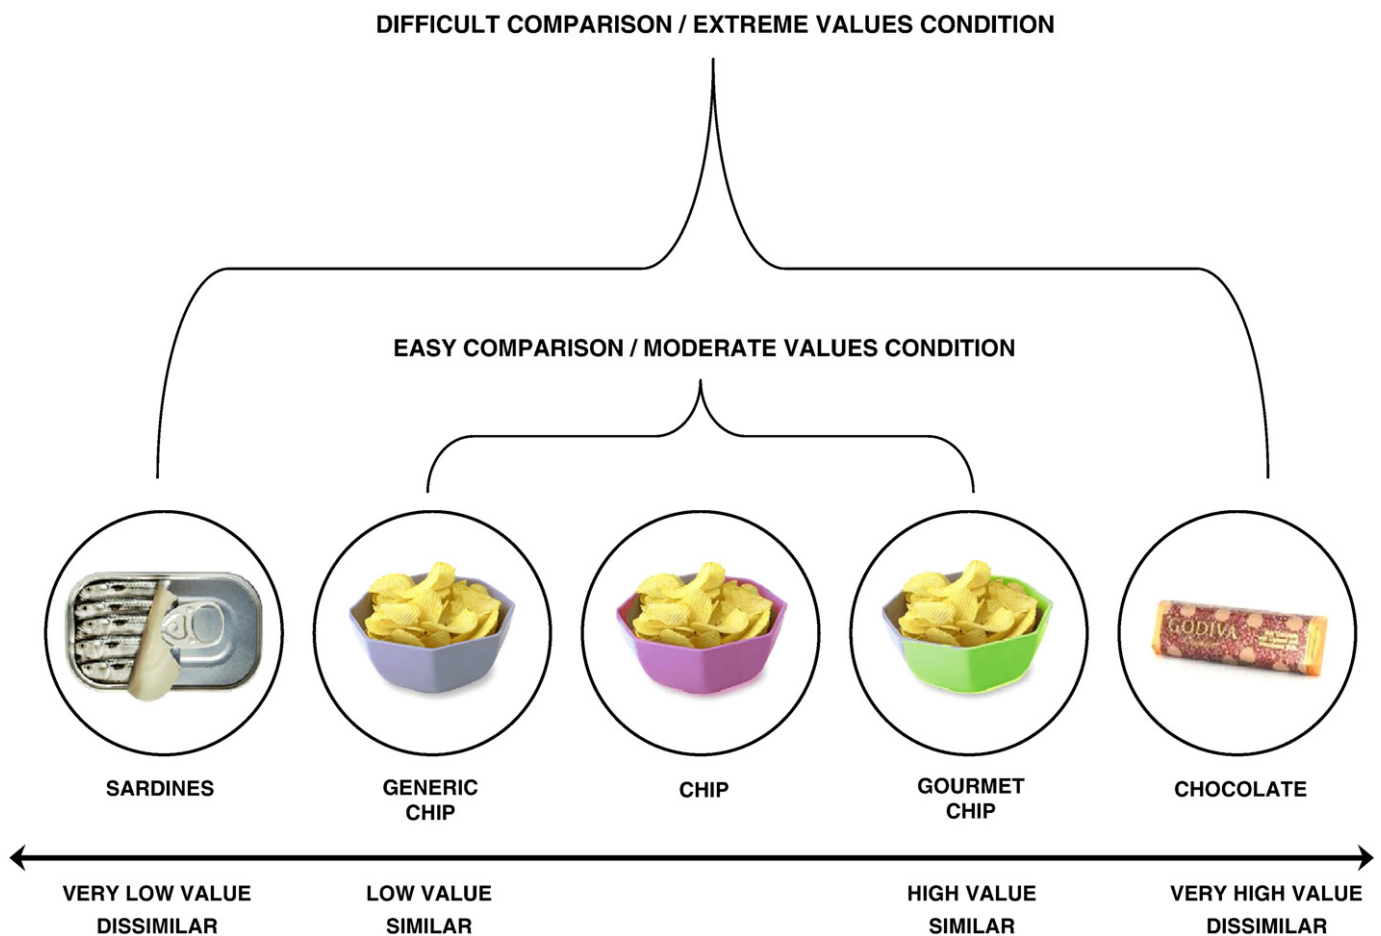 DIFFICULT COMPARISON / EXTREME VALUES CONDITION
EASY COMPARISON / MODERATE VALUES CONDITION
GODIVA
SARDINES
GENERIC
CHIP
CHIP
GOURMET
CHIP
CHOCOLATE
VERY LOW VALUE
DISSIMILAR
LOW VALUE
SIMILAR
HIGH VALUE
SIMILAR
VERY HIGH VALUE
DISSIMILAR